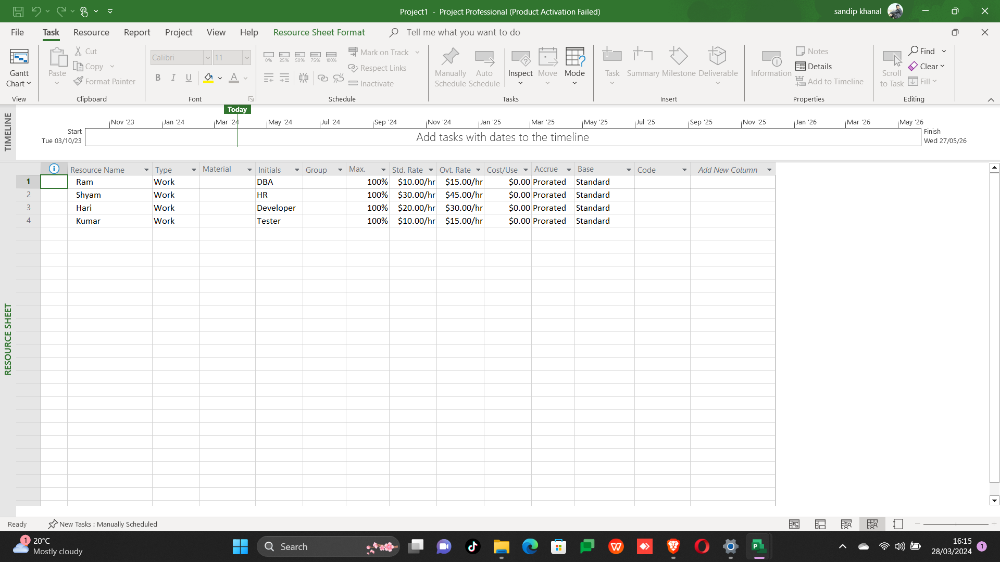 Project1 - Project Professional (Product Activation Failed)
sandip khanal
File Task Resource Report Project View Help Resource Sheet Format Tell me what you want to do
Gantt Chart
View
Paste
Cut
Copy
Format Painter
Clipboard
Calibri 11
B I U A
Font
0% 25% 50% 75% 100%
Mark on Track
Respect Links
Inactivate
Schedule
Manually Schedule
Auto Schedule
Inspect
Move
Mode
Tasks
Task
Summary
Milestone
Deliverable
Insert
Information
Notes
Details
Add to Timeline
Properties
Scroll to Task
Find
Clear
Fill
Editing
TIMELINE
Today
Nov '23 Jan '24 Mar '24 May '24 Jul '24 Sep '24 Nov '24 Jan '25 Mar '25 May '25 Jul '25 Sep '25 Nov '25 Jan '26 Mar '26 May '26
Start
Tue 03/10/23
Add tasks with dates to the timeline
Finish
Wed 27/05/26
Resource Name Type Material Initials Group Max. Std. Rate Ovt. Rate Cost/Use Accrue Base Code Add New Column
1 Ram Work DBA 100% $10.00/hr $15.00/hr $0.00 Prorated Standard
2 Shyam Work HR 100% $30.00/hr $45.00/hr $0.00 Prorated Standard
3 Hari Work Developer 100% $20.00/hr $30.00/hr $0.00 Prorated Standard
4 Kumar Work Tester 100% $10.00/hr $15.00/hr $0.00 Prorated Standard
RESOURCE SHEET
Ready New Tasks : Manually Scheduled
1
20°C
Mostly cloudy
Search
16:15
28/03/2024
1